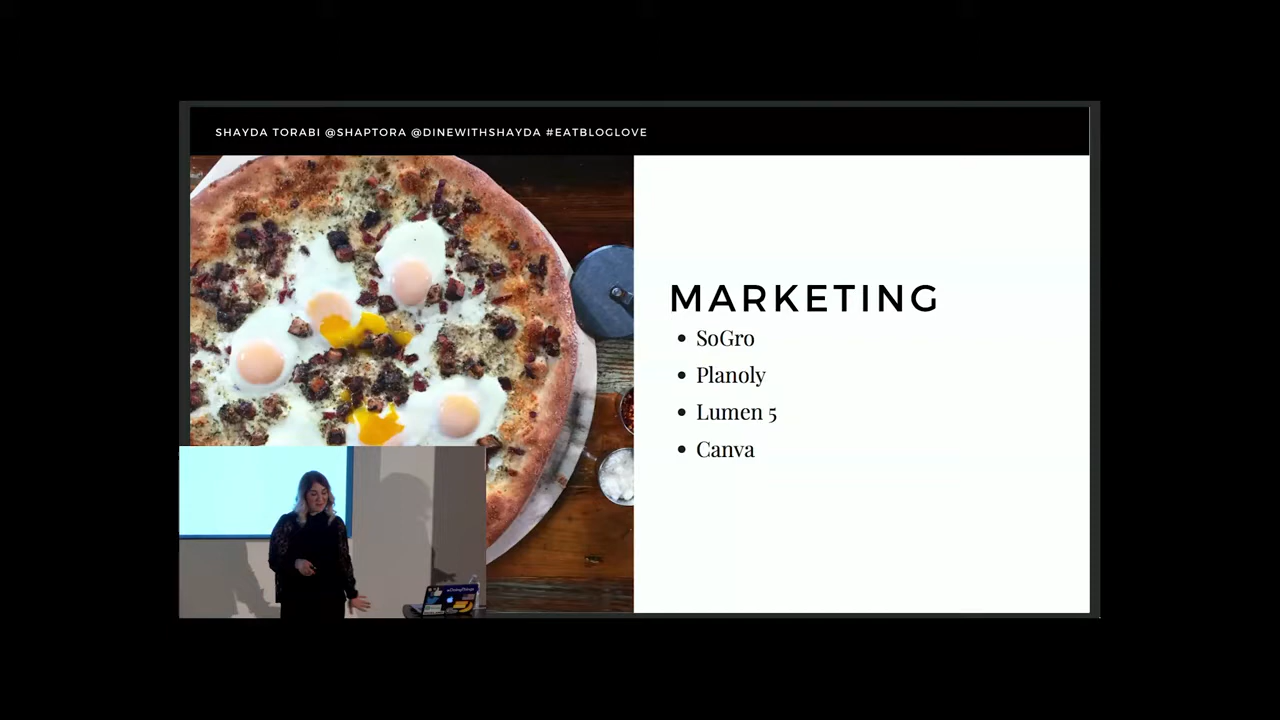 SHAYDA TORABI @SHAPTORA @DINEWITHSHAYDA #EATBLOGLOVE
MARKETING
• SoGro
• Planoly
• Lumen 5
• Canva